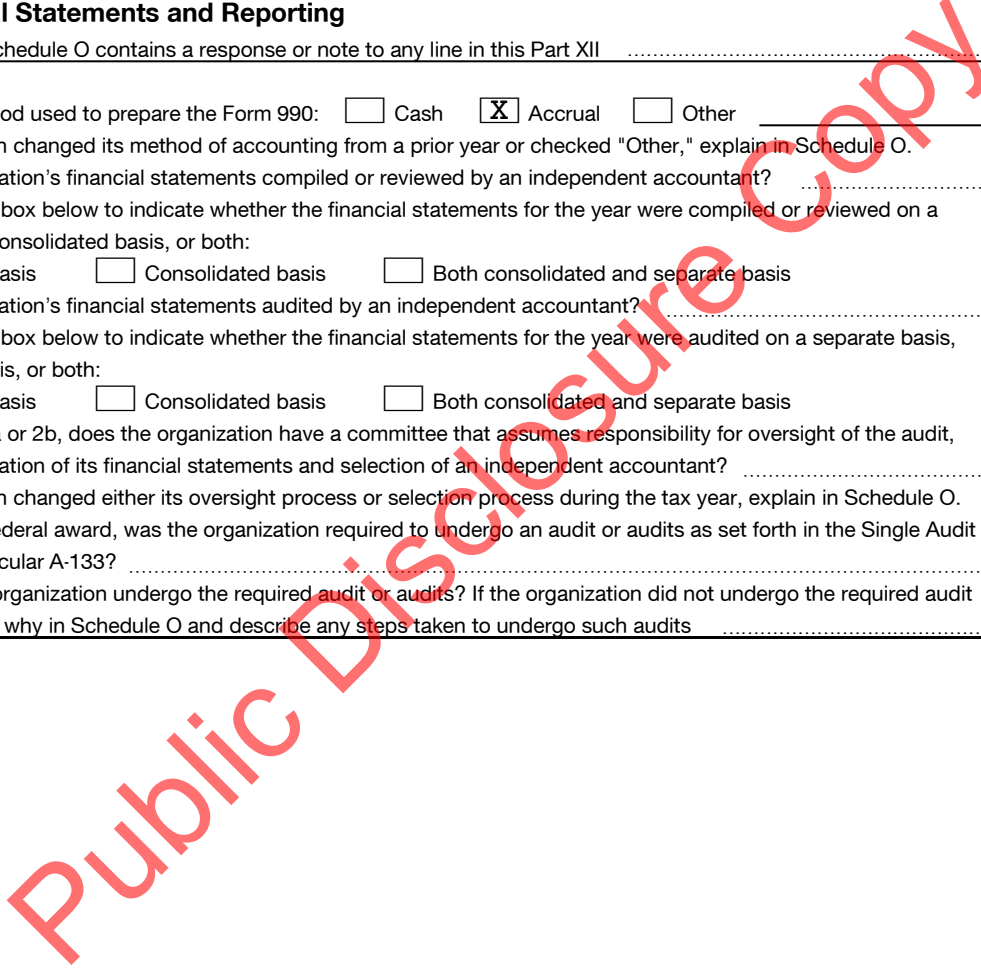 l Statements and Reporting
chedule O contains a response or note to any line in this Part XII
od used to prepare the Form 990: Cash X Accrual Other
n changed its method of accounting from a prior year or checked "Other," explain in Schedule O.
ation's financial statements compiled or reviewed by an independent accountant?
box below to indicate whether the financial statements for the year were compiled or reviewed on a
onsolidated basis, or both:
asis Consolidated basis Both consolidated and separate basis
ation's financial statements audited by an independent accountant?
box below to indicate whether the financial statements for the year were audited on a separate basis,
is, or both:
asis Consolidated basis Both consolidated and separate basis
or 2b, does the organization have a committee that assumes responsibility for oversight of the audit,
ation of its financial statements and selection of an independent accountant?
n changed either its oversight process or selection process during the tax year, explain in Schedule O.
ederal award, was the organization required to undergo an audit or audits as set forth in the Single Audit
cular A-133?
organization undergo the required audit or audits? If the organization did not undergo the required audit
why in Schedule O and describe any steps taken to undergo such audits
Public Disclosure Copy